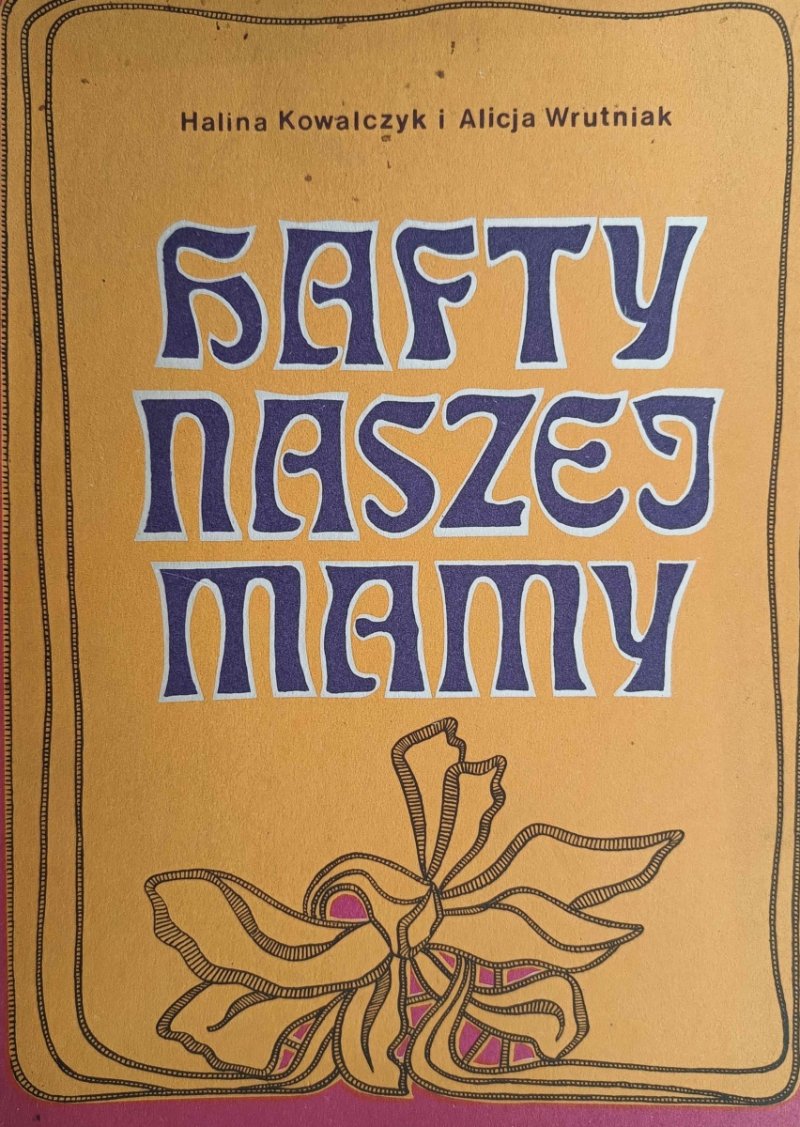 Halina Kowalczyk i Alicja Wrutniak
HAFTY
NASZEJ
MAMY